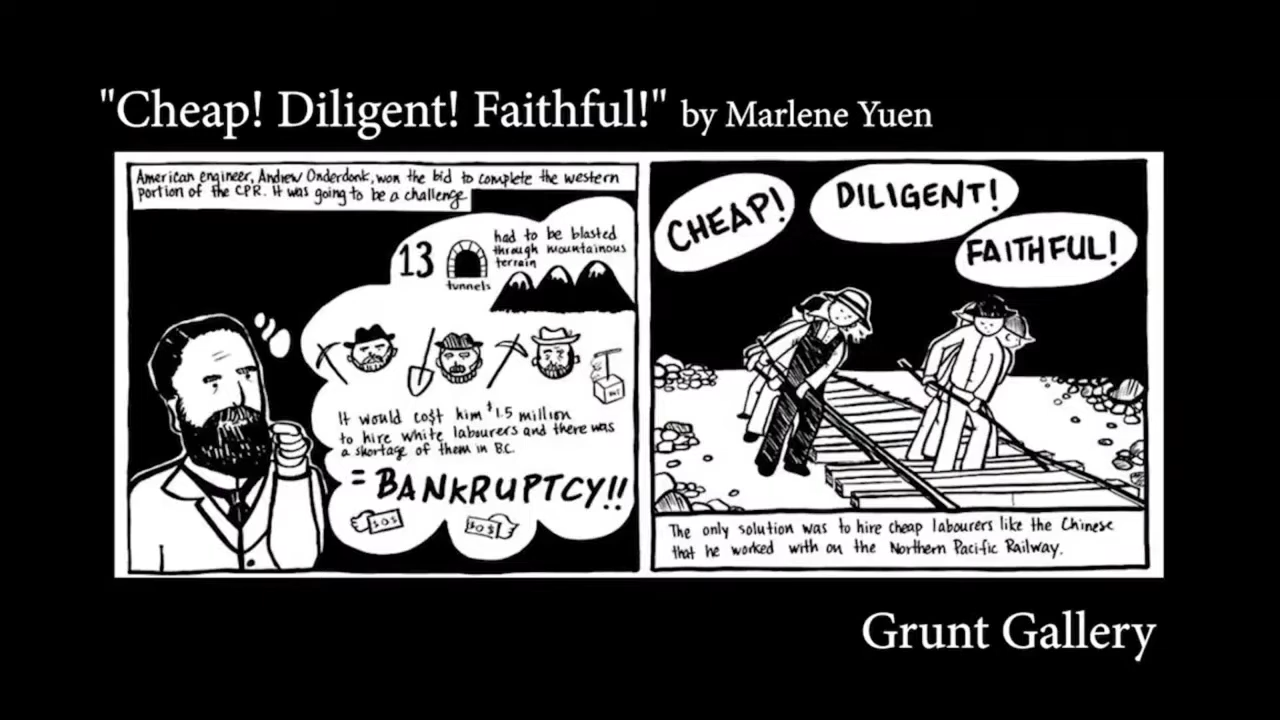 "Cheap! Diligent! Faithful!" by Marlene Yuen
American engineer, Andrew Onderdonk, won the bid to complete the western
portion of the CPR. It was going to be a challenge
13
tunnels
had to be blasted
through mountainous
terrain
It would co$t him $1.5 million
to hire white labourers and there was
a shortage of them in B.C.
= BANKRUPTCY!!
CHEAP!
DILIGENT!
FAITHFUL!
The only solution was to hire cheap labourers like the Chinese
that he worked with on the Northern Pacific Railway.
Grunt Gallery